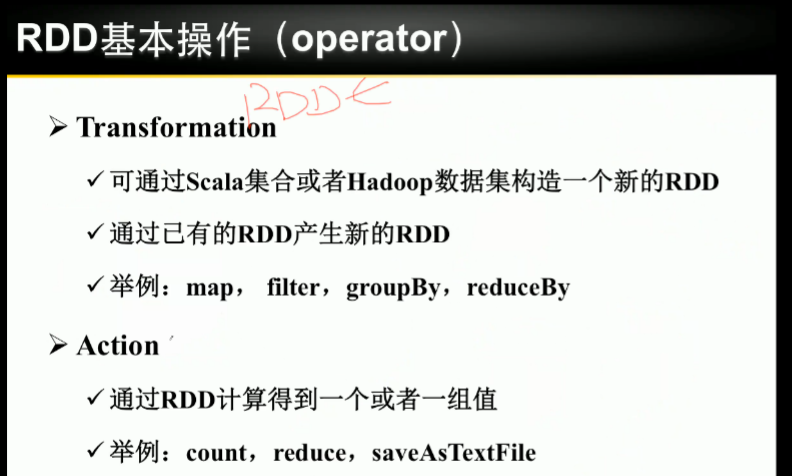 RDD基本操作（operator）
RDD
Transformation
可通过Scala集合或者Hadoop数据集构造一个新的RDD
通过已有的RDD产生新的RDD
举例：map， filter，groupBy，reduceBy
Action
通过RDD计算得到一个或者一组值
举例：count，reduce，saveAsTextFile